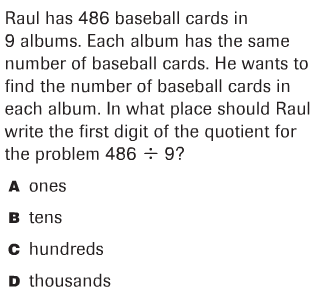 Raul has 486 baseball cards in
9 albums. Each album has the same
number of baseball cards. He wants to
find the number of baseball cards in
each album. In what place should Raul
write the first digit of the quotient for
the problem 486 ÷ 9?
A ones
B tens
C hundreds
D thousands